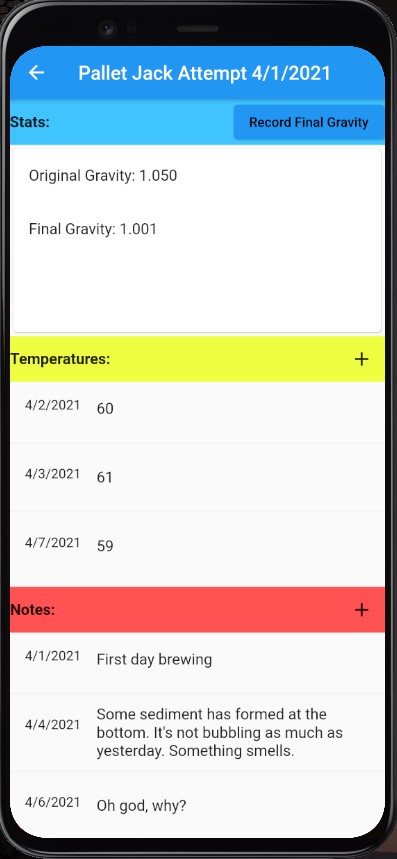 Pallet Jack Attempt 4/1/2021
Stats:
Record Final Gravity
Original Gravity: 1.050
Final Gravity: 1.001
Temperatures:
4/2/2021 60
4/3/2021 61
4/7/2021 59
Notes:
4/1/2021 First day brewing
4/4/2021 Some sediment has formed at the
bottom. It's not bubbling as much as
yesterday. Something smells.
4/6/2021 Oh god, why?